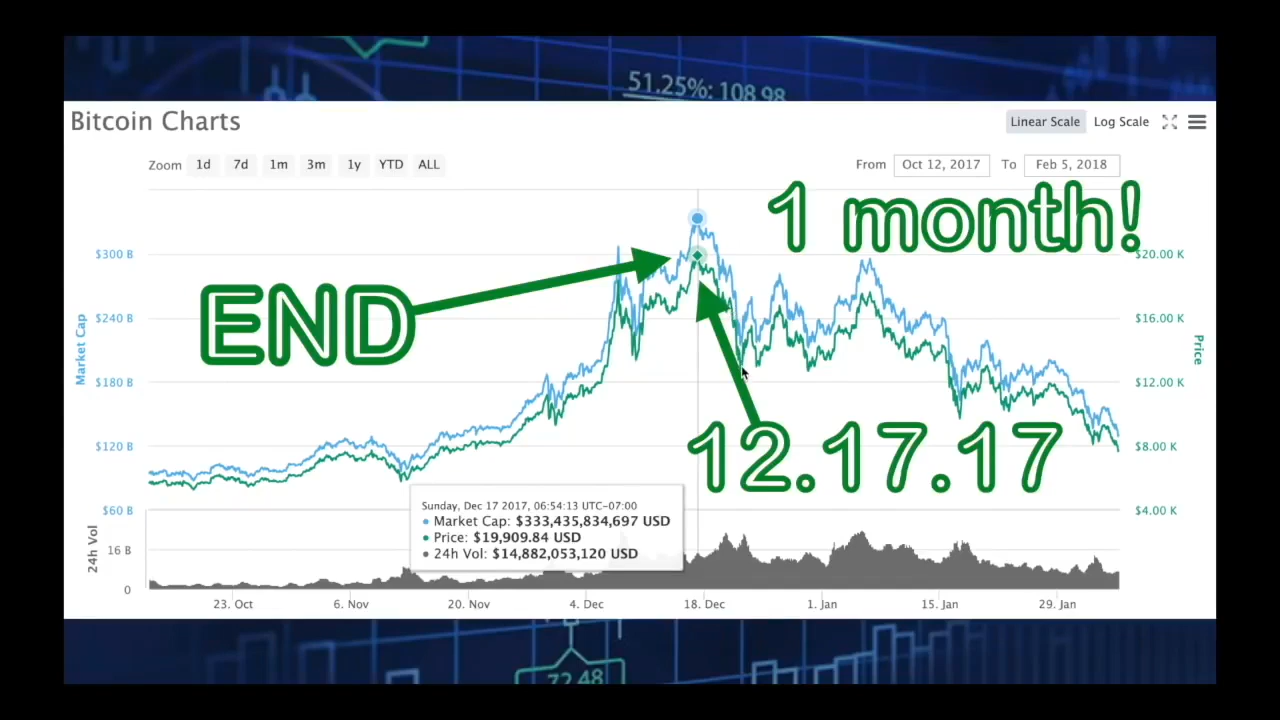 51.25%: 108.98
Bitcoin Charts
Linear Scale Log Scale
Zoom 1d 7d 1m 3m 1y YTD ALL
From Oct 12, 2017 To Feb 5, 2018
1 month!
$300 B
$20.00 K
END
$240 B
$16.00 K
Market Cap
Price
$180 B
$12.00 K
12.17.17
$120 B
$8.00 K
$60 B
$4.00 K
Sunday, Dec 17 2017, 06:54:13 UTC-07:00
Market Cap: $333,435,834,697 USD
Price: $19,909.84 USD
24h Vol: $14,882,053,120 USD
24h Vol
16 B
0
23. Oct 6. Nov 20. Nov 4. Dec 18. Dec 1. Jan 15. Jan 29. Jan
72.48